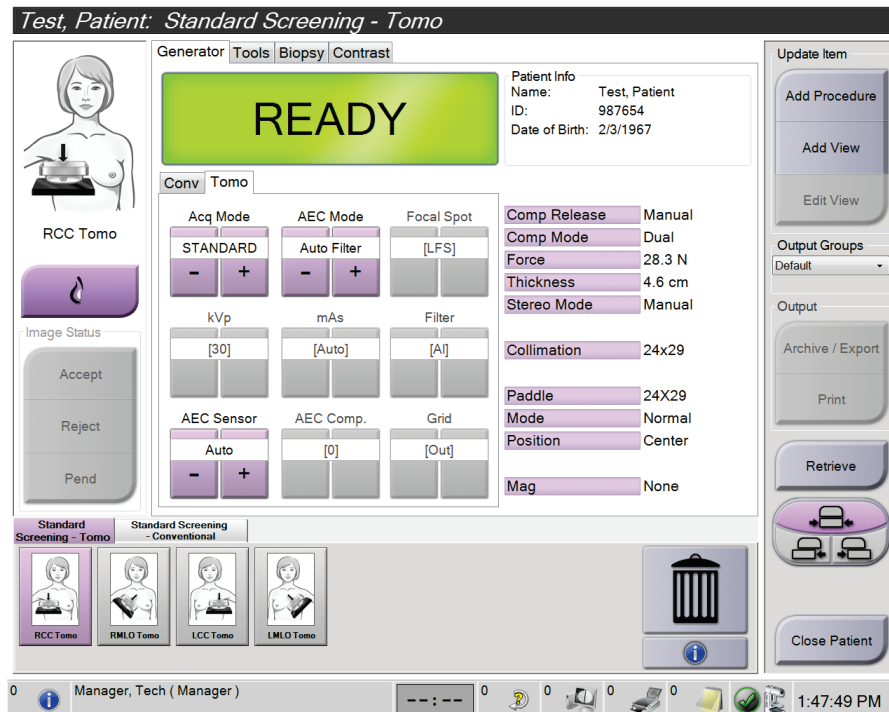 Test, Patient: Standard Screening - Tomo
Generator
Tools
Biopsy
Contrast
READY
Patient Info
Name: Test, Patient
ID: 987654
Date of Birth: 2/3/1967
RCC Tomo
Image Status
Accept
Reject
Pend
Conv
Tomo
Acq Mode
STANDARD
- +
AEC Mode
Auto Filter
- +
Focal Spot
[LFS]
kVp
[30]
mAs
[Auto]
Filter
[Al]
AEC Sensor
Auto
- +
AEC Comp.
[0]
Grid
[Out]
Comp Release Manual
Comp Mode Dual
Force 28.3 N
Thickness 4.6 cm
Stereo Mode Manual
Collimation 24x29
Paddle 24X29
Mode Normal
Position Center
Mag None
Update Item
Add Procedure
Add View
Edit View
Output Groups
Default
Output
Archive / Export
Print
Retrieve
Close Patient
Standard
Screening - Tomo
Standard Screening
- Conventional
RCC Tomo
RMLO Tomo
LCC Tomo
LMLO Tomo
0
Manager, Tech ( Manager )
--:--
0
0
0
0
1:47:49 PM